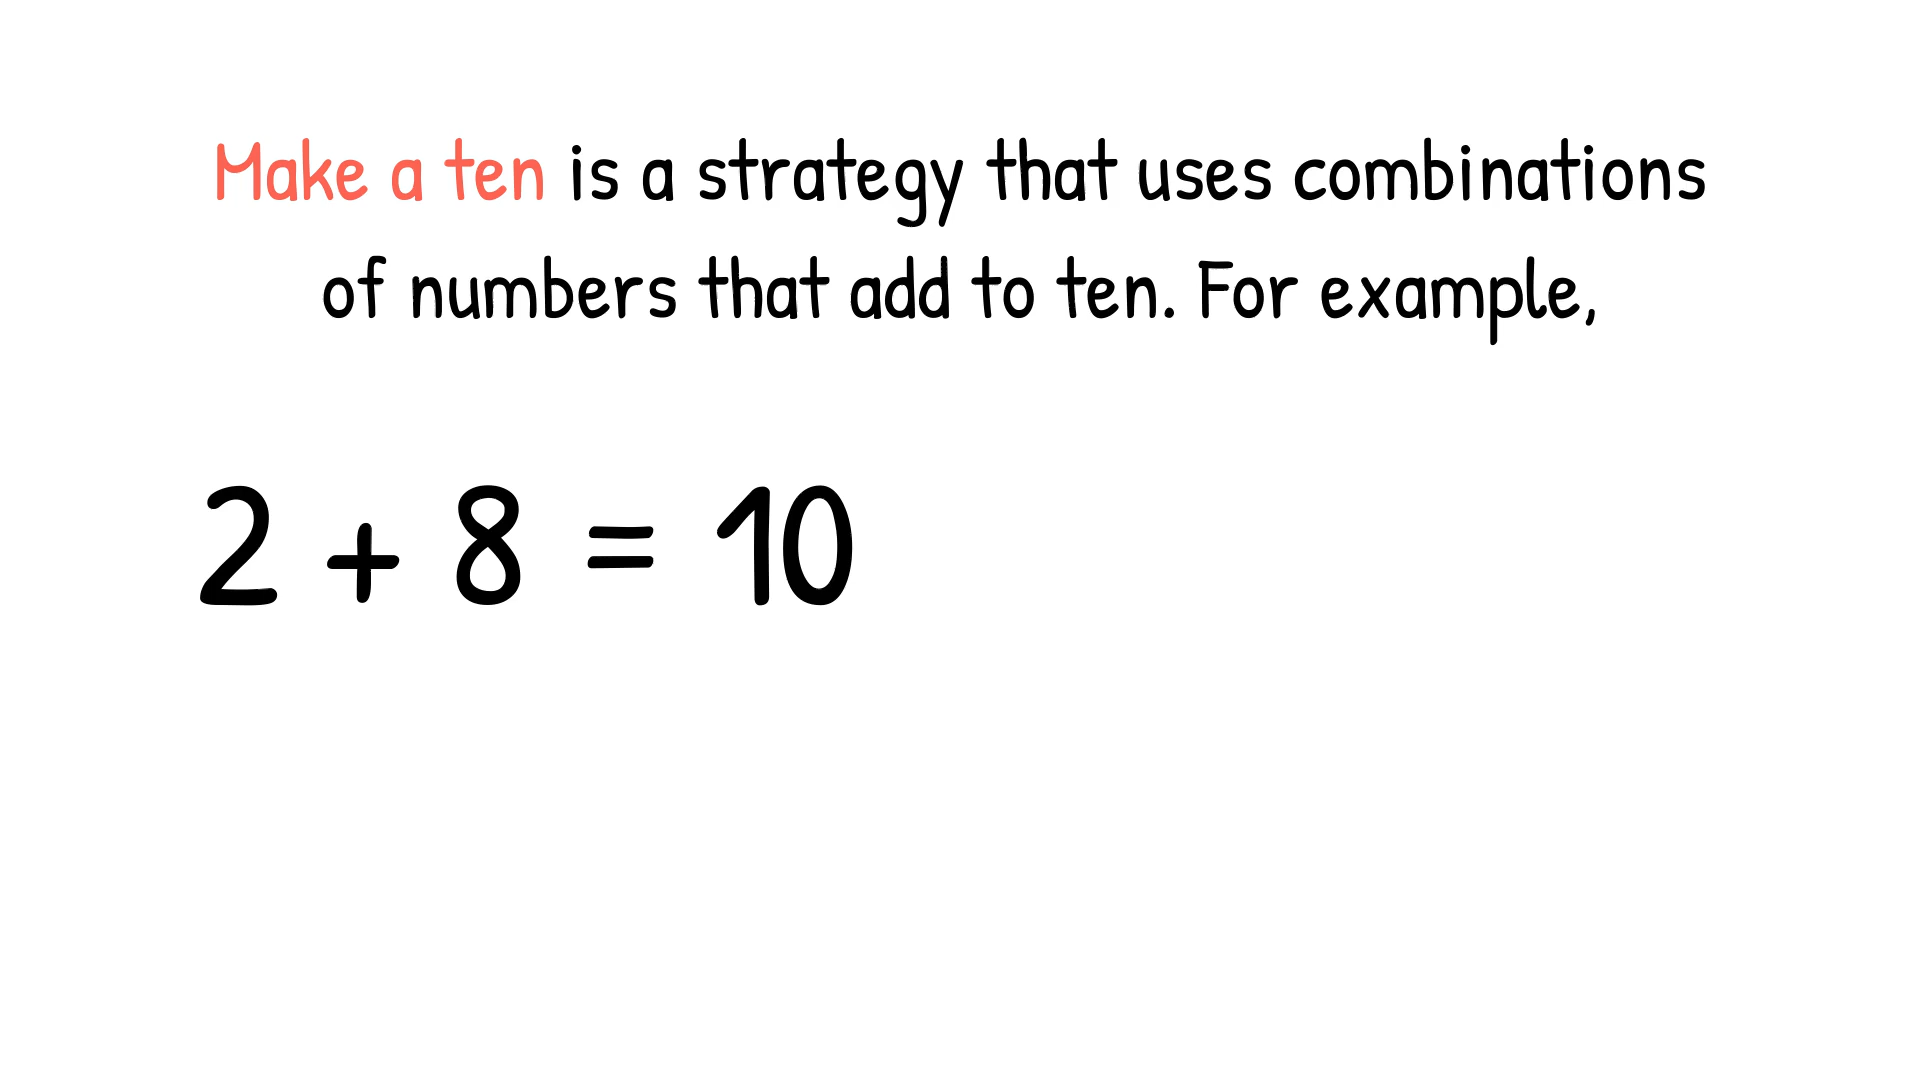 Make a ten is a strategy that uses combinations
of numbers that add to ten. For example,
2 + 8 = 10